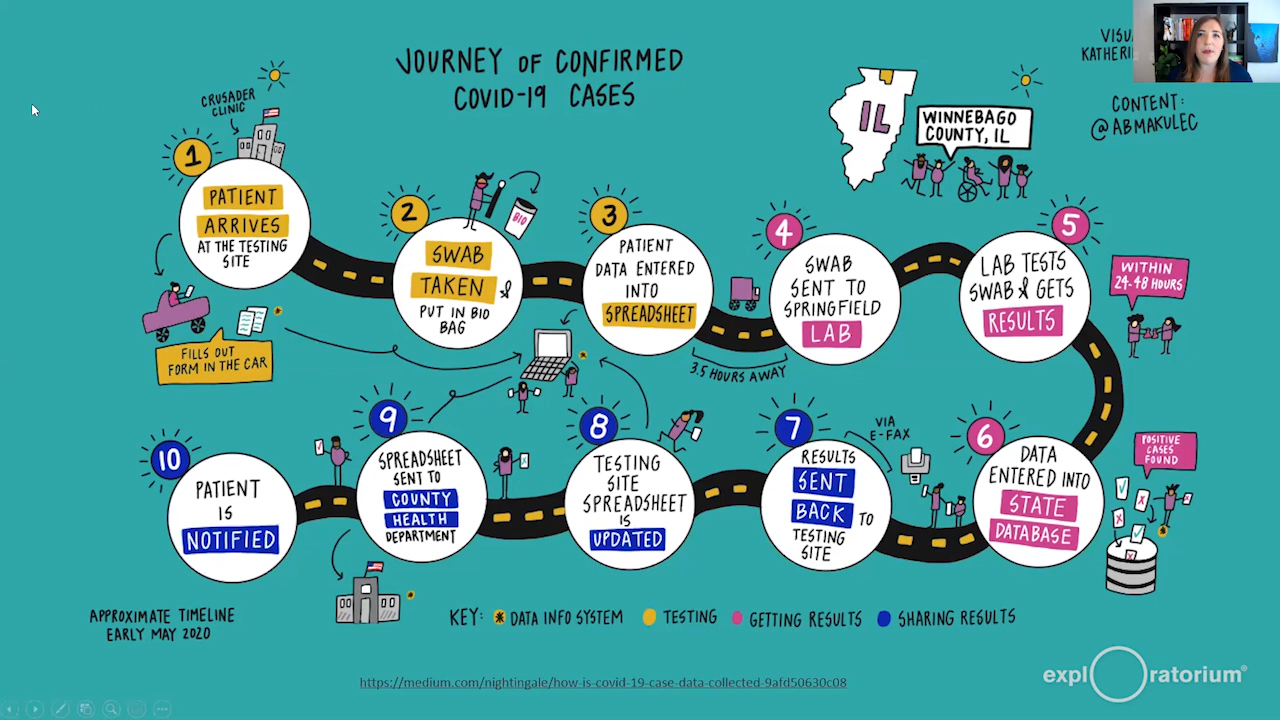 JOURNEY OF CONFIRMED
COVID-19 CASES
CONTENT:
@ABMAKULEC
IL
WINNEBAGO
COUNTY, IL
CRUSADER
CLINIC
1
PATIENT
ARRIVES
AT THE TESTING
SITE
FILLS OUT
FORM IN THE CAR
2
SWAB
TAKEN &
PUT IN BIO
BAG
BIO
3
PATIENT
DATA ENTERED
INTO
SPREADSHEET
3.5 HOURS AWAY
4
SWAB
SENT TO
SPRINGFIELD
LAB
5
LAB TESTS
SWAB & GETS
RESULTS
WITHIN
24-48 HOURS
6
DATA
ENTERED INTO
STATE
DATABASE
POSITIVE
CASES
FOUND
7
RESULTS
SENT
BACK TO
TESTING
SITE
VIA
E-FAX
8
TESTING
SITE
SPREADSHEET
IS
UPDATED
9
SPREADSHEET
SENT TO
COUNTY
HEALTH
DEPARTMENT
10
PATIENT
IS
NOTIFIED
APPROXIMATE TIMELINE
EARLY MAY 2020
KEY: DATA INFO SYSTEM TESTING GETTING RESULTS SHARING RESULTS
https://medium.com/nightingale/how-is-covid-19-case-data-collected-9afd50630c08
expl ratorium®